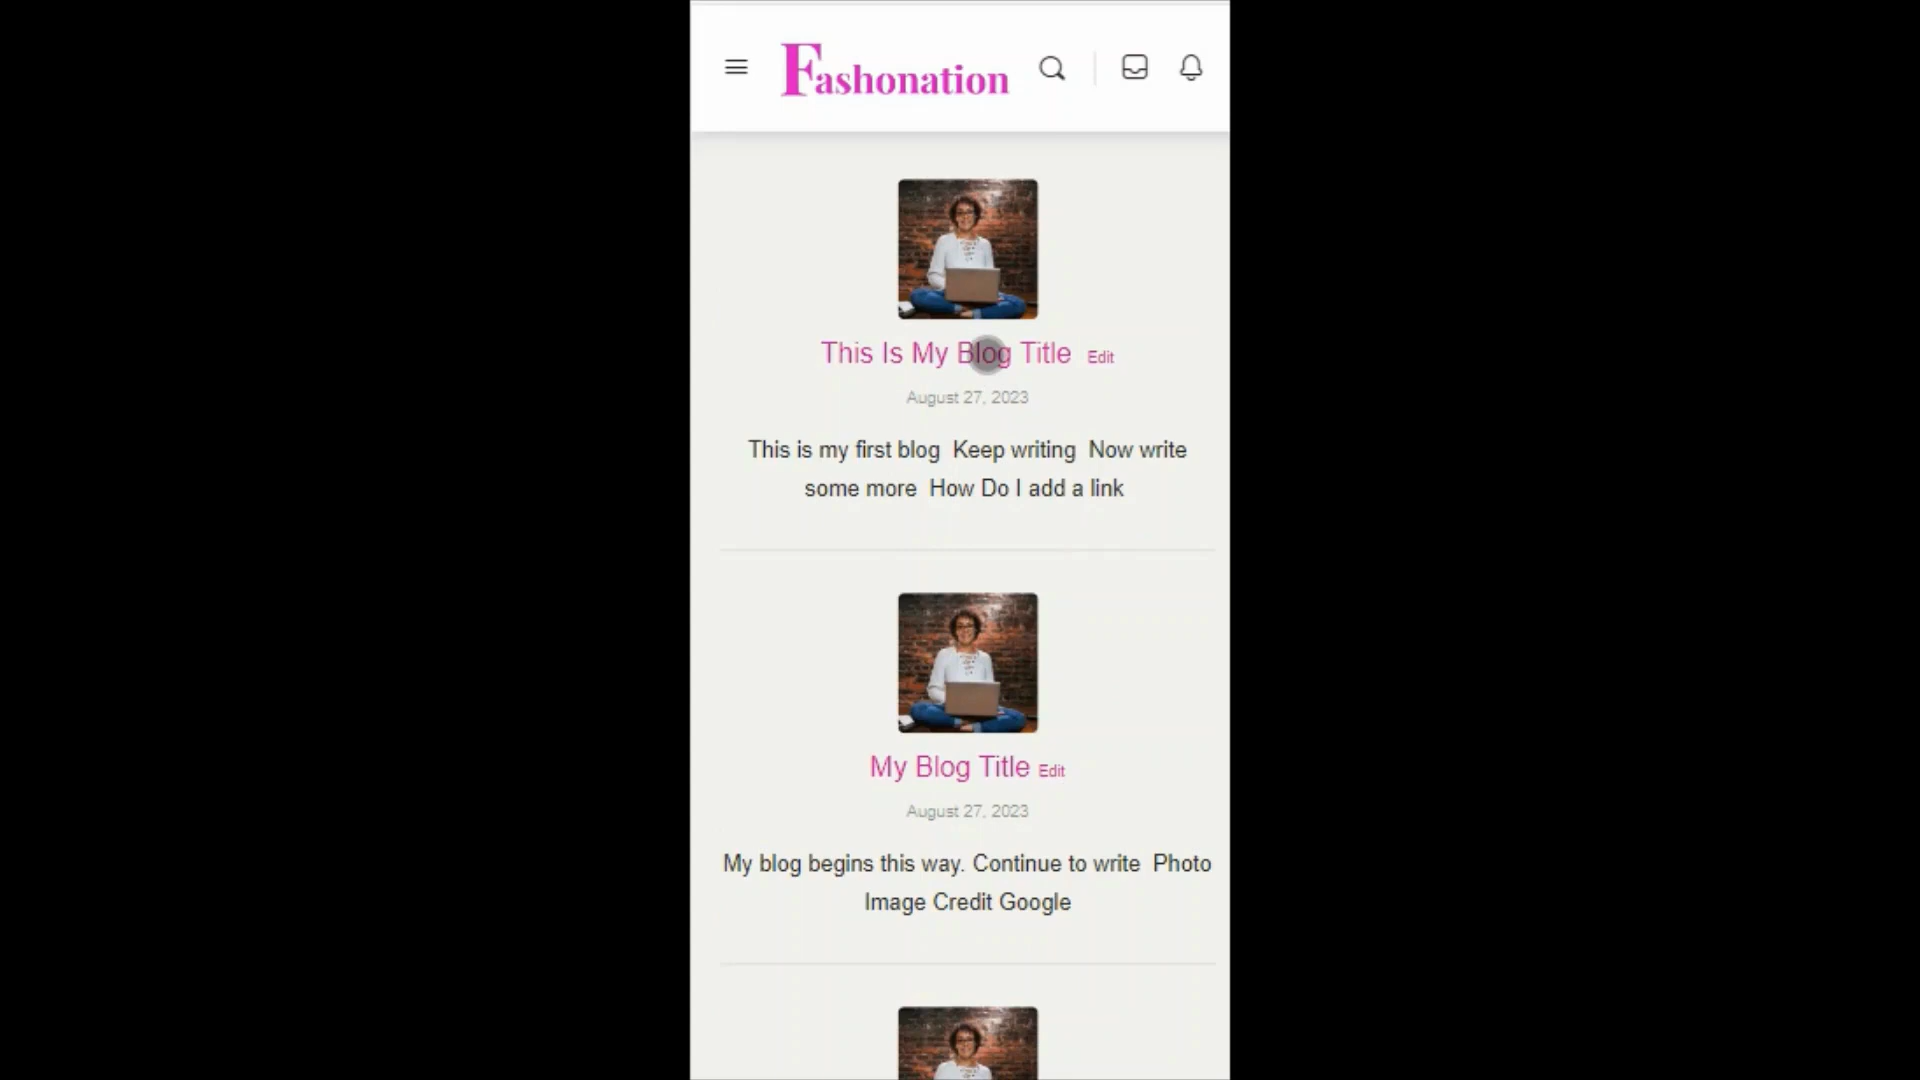 Fashonation
This Is My Blog Title Edit
August 27, 2023
This is my first blog Keep writing Now write
some more How Do I add a link
My Blog Title Edit
August 27, 2023
My blog begins this way. Continue to write Photo
Image Credit Google